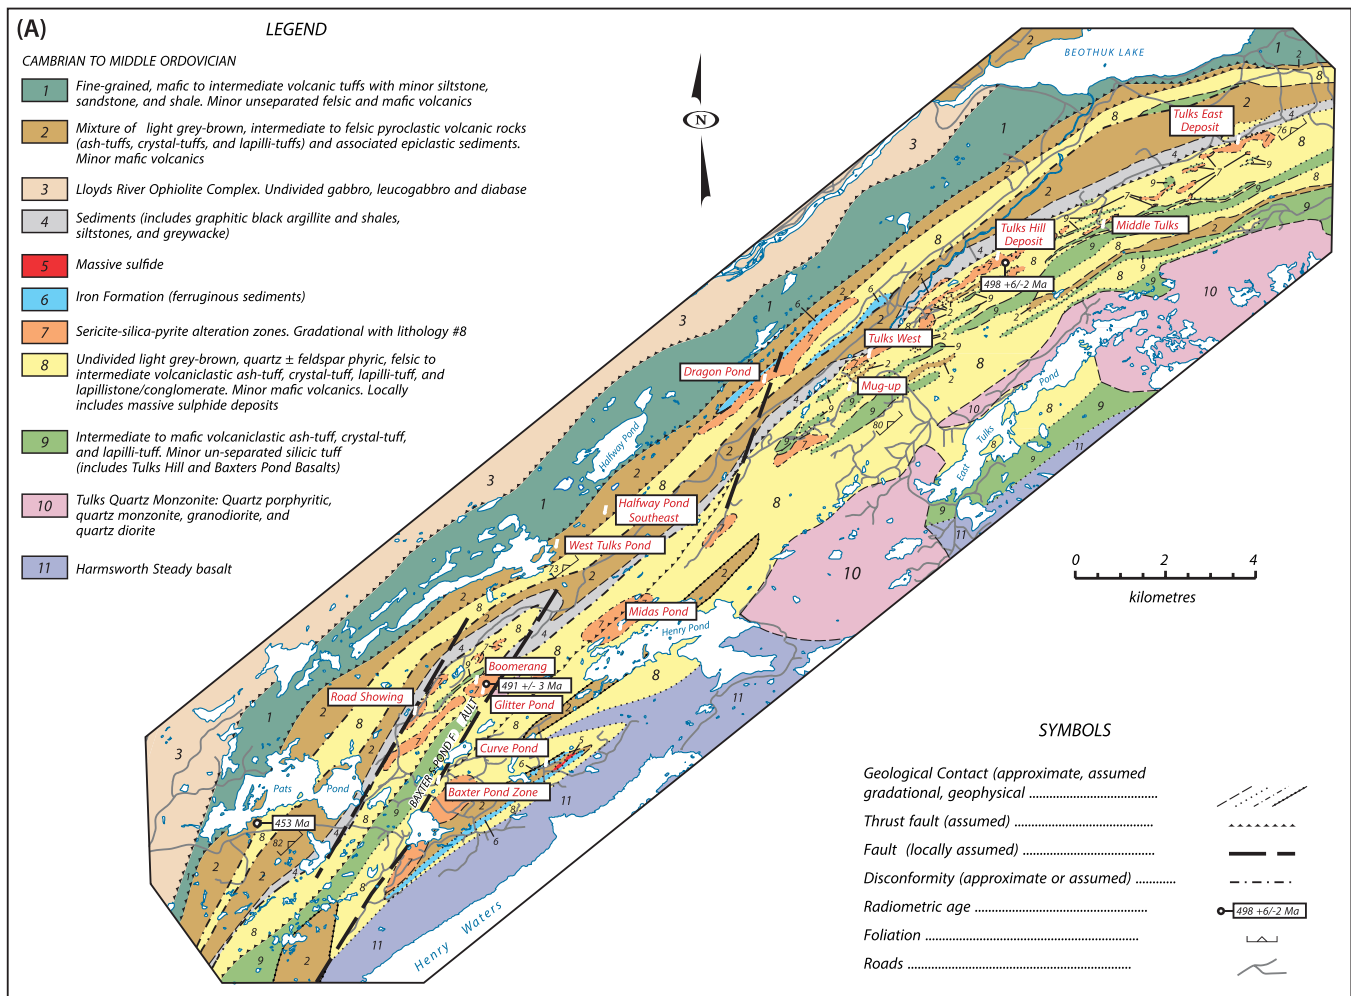 (A)
LEGEND
CAMBRIAN TO MIDDLE ORDOVICIAN
1 Fine-grained, mafic to intermediate volcanic tuffs with minor siltstone,
sandstone, and shale. Minor unseparated felsic and mafic volcanics
2 Mixture of light grey-brown, intermediate to felsic pyroclastic volcanic rocks
(ash-tuffs, crystal-tuffs, and lapilli-tuffs) and associated epiclastic sediments.
Minor mafic volcanics
3 Lloyds River Ophiolite Complex. Undivided gabbro, leucogabbro and diabase
4 Sediments (includes graphitic black argillite and shales,
siltstones, and greywacke)
5 Massive sulfide
6 Iron Formation (ferruginous sediments)
7 Sericite-silica-pyrite alteration zones. Gradational with lithology #8
8 Undivided light grey-brown, quartz ± feldspar phyric, felsic to
intermediate volcaniclastic ash-tuff, crystal-tuff, lapilli-tuff, and
lapillistone/conglomerate. Minor mafic volcanics. Locally
includes massive sulphide deposits
9 Intermediate to mafic volcaniclastic ash-tuff, crystal-tuff,
and lapilli-tuff. Minor un-separated silicic tuff
(includes Tulks Hill and Baxters Pond Basalts)
10 Tulks Quartz Monzonite: Quartz porphyritic,
quartz monzonite, granodiorite, and
quartz diorite
11 Harmsworth Steady basalt
N
BEOTHUK LAKE
Tulks East
Deposit
76
Tulks Hill
Deposit
Middle Tulks
498 +6/-2 Ma
Tulks West
Dragon Pond
Mug-up
80
Halfway Pond
East Tulks Pond
Halfway Pond
Southeast
West Tulks Pond
73
Midas Pond
Henry Pond
Boomerang
491 +/- 3 Ma
Road Showing
Glitter Pond
BAXTER POND FAULT
Curve Pond
Baxter Pond Zone
Pats Pond
453 Ma
82
Henry Waters
0 2 4
kilometres
SYMBOLS
Geological Contact (approximate, assumed
gradational, geophysical
Thrust fault (assumed)
Fault (locally assumed)
Disconformity (approximate or assumed)
Radiometric age
498 +6/-2 Ma
Foliation
Roads